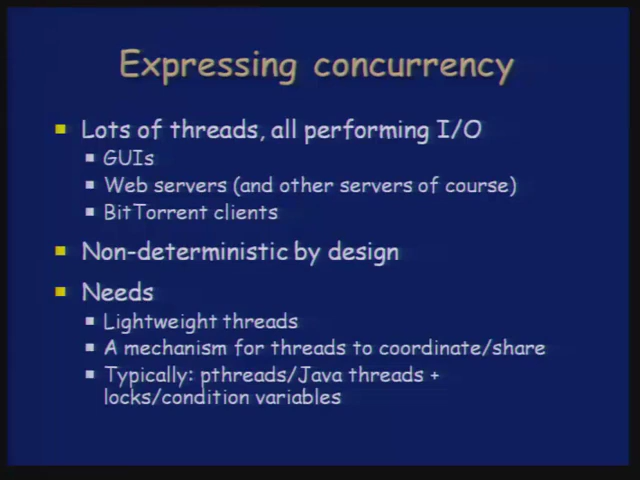 Expressing concurrency
Lots of threads, all performing I/O
GUIs
Web servers (and other servers of course)
BitTorrent clients
Non-deterministic by design
Needs
Lightweight threads
A mechanism for threads to coordinate/share
Typically: pthreads/Java threads +
locks/condition variables